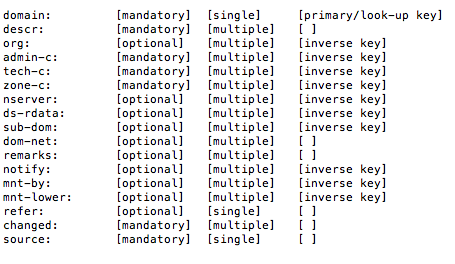 domain: [mandatory] [single] [primary/look-up key]
descr: [mandatory] [multiple] [ ]
org: [optional] [multiple] [inverse key]
admin-c: [mandatory] [multiple] [inverse key]
tech-c: [mandatory] [multiple] [inverse key]
zone-c: [mandatory] [multiple] [inverse key]
nserver: [optional] [multiple] [inverse key]
ds-rdata: [optional] [multiple] [inverse key]
sub-dom: [optional] [multiple] [inverse key]
dom-net: [optional] [multiple] [ ]
remarks: [optional] [multiple] [ ]
notify: [optional] [multiple] [inverse key]
mnt-by: [optional] [multiple] [inverse key]
mnt-lower: [optional] [multiple] [inverse key]
refer: [optional] [single] [ ]
changed: [mandatory] [multiple] [ ]
source: [mandatory] [single] [ ]